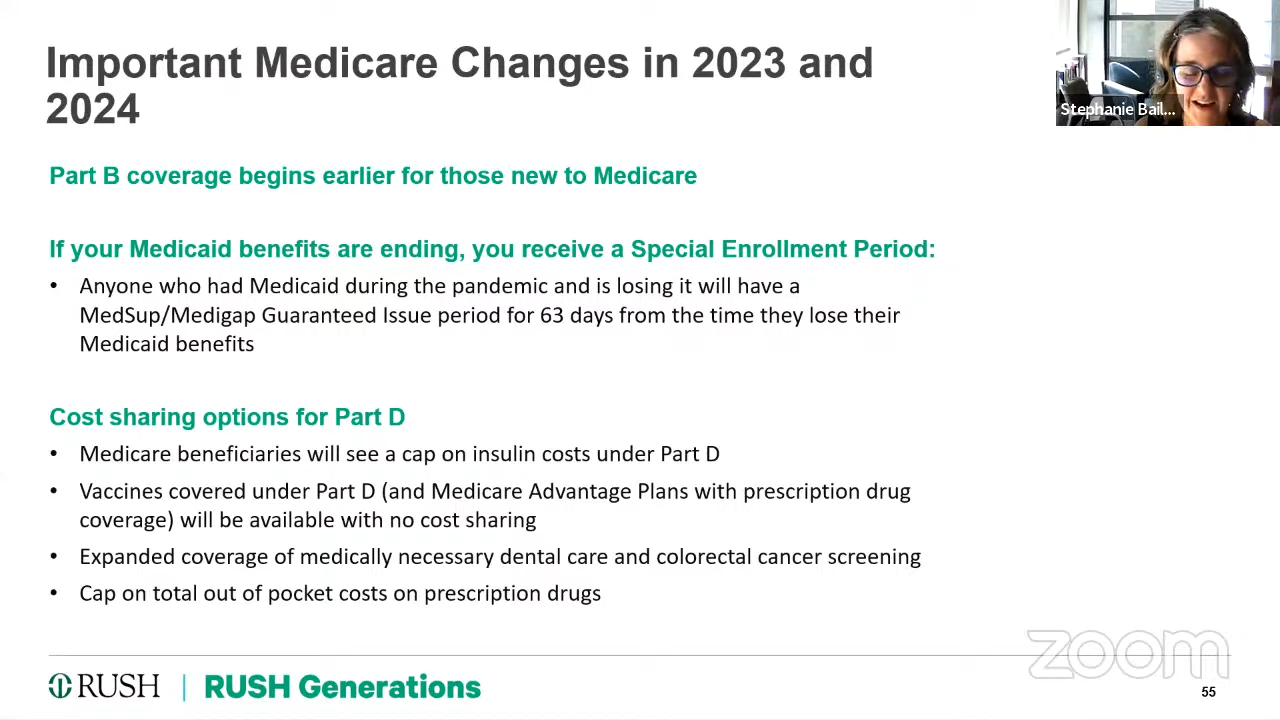 Important Medicare Changes in 2023 and
2024
Stephanie Bail...
Part B coverage begins earlier for those new to Medicare
If your Medicaid benefits are ending, you receive a Special Enrollment Period:
• Anyone who had Medicaid during the pandemic and is losing it will have a
MedSup/Medigap Guaranteed Issue period for 63 days from the time they lose their
Medicaid benefits
Cost sharing options for Part D
• Medicare beneficiaries will see a cap on insulin costs under Part D
• Vaccines covered under Part D (and Medicare Advantage Plans with prescription drug
coverage) will be available with no cost sharing
• Expanded coverage of medically necessary dental care and colorectal cancer screening
• Cap on total out of pocket costs on prescription drugs
zoom
RUSH | RUSH Generations
55